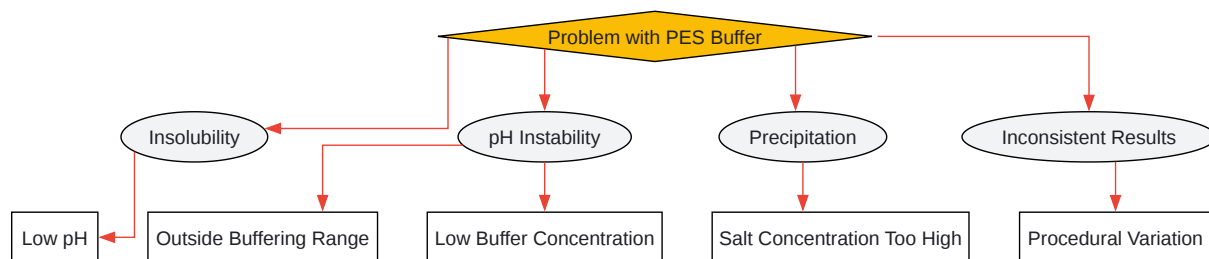 Problem with PES Buffer
Insolubility
pH Instability
Precipitation
Inconsistent Results
Low pH
Outside Buffering Range
Low Buffer Concentration
Salt Concentration Too High
Procedural Variation